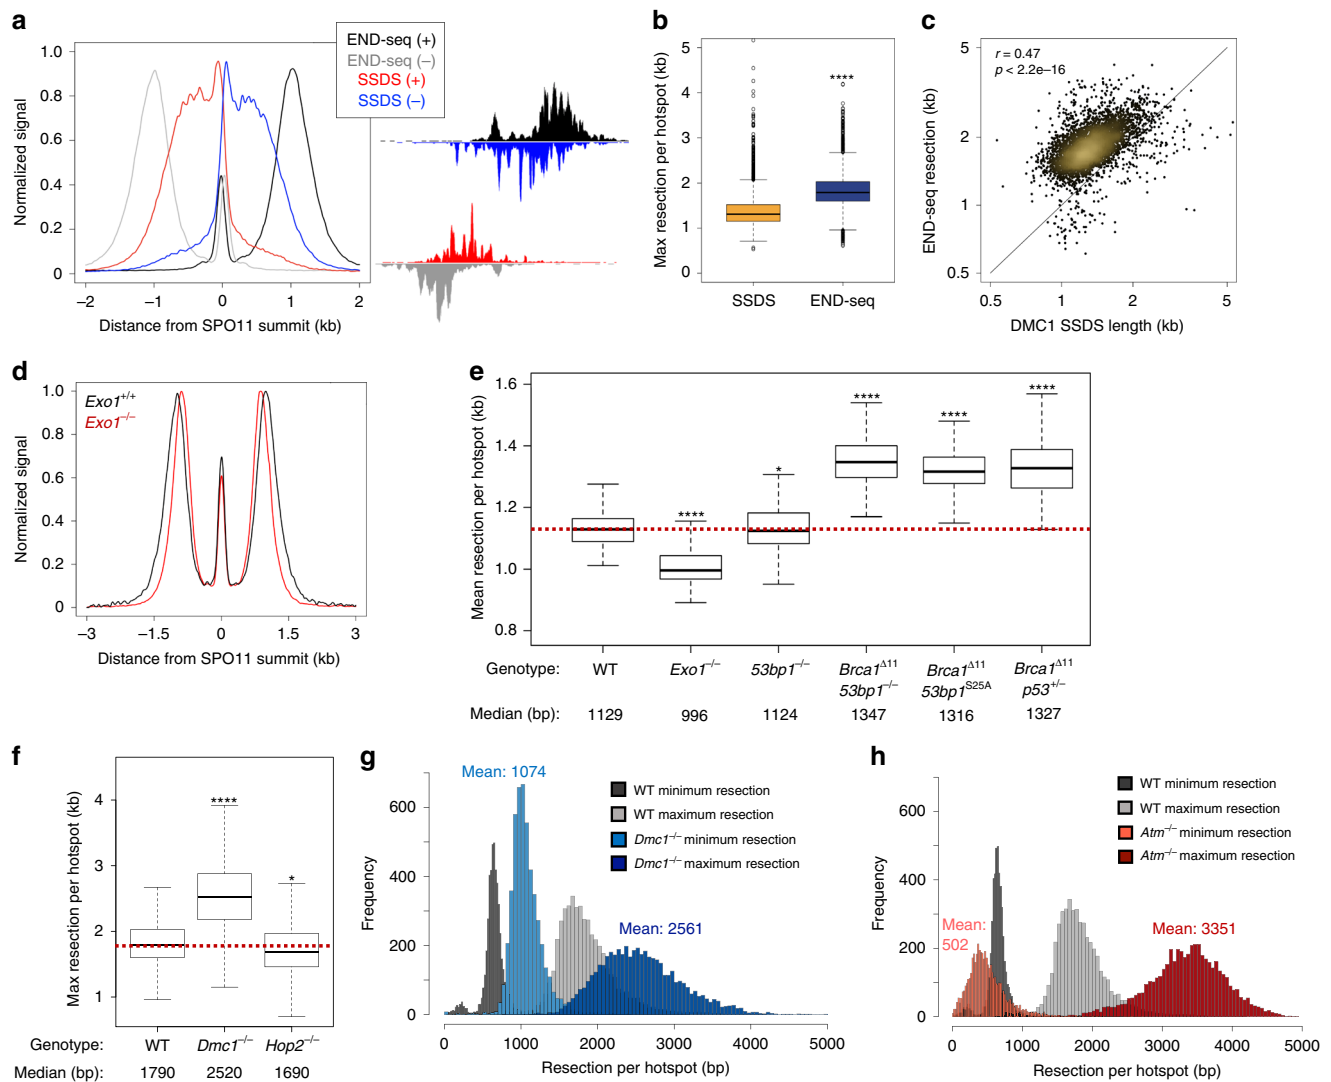 a
END-seq (+)
END-seq (–)
SSDS (+)
SSDS (–)
1.0
0.8
0.6
0.4
0.2
0
Normalized signal
–2
–1
0
1
2
Distance from SPO11 summit (kb)
b
Max resection per hotspot (kb)
5
4
3
2
1
0
****
SSDS
END-seq
c
r = 0.47
p < 2.2e–16
END-seq resection (kb)
5
2
1
0.5
0.5
1
2
5
DMC1 SSDS length (kb)
d
Exo1+/+
Exo1–/–
Normalized signal
1.0
0.8
0.6
0.4
0.2
0
–3
–1.5
0
1.5
3
Distance from SPO11 summit (kb)
e
Mean resection per hotspot (kb)
1.6
1.4
1.2
1.0
0.8
****
*
****
****
****
Genotype:
WT
Exo1–/–
53bp1–/–
Brca1Δ11
53bp1–/–
Brca1Δ11
53bp1S25A
Brca1Δ11
p53+/–
Median (bp):
1129
996
1124
1347
1316
1327
f
Max resection per hotspot (kb)
4
3
2
1
****
*
Genotype:
WT
Dmc1–/–
Hop2–/–
Median (bp):
1790
2520
1690
g
Mean: 1074
WT minimum resection
WT maximum resection
Dmc1–/– minimum resection
Dmc1–/– maximum resection
Mean: 2561
Frequency
600
400
200
0
0
1000
2000
3000
4000
5000
Resection per hotspot (bp)
h
WT minimum resection
WT maximum resection
Atm–/– minimum resection
Atm–/– maximum resection
Mean:
502
Mean: 3351
Frequency
600
400
200
0
0
1000
2000
3000
4000
5000
Resection per hotspot (bp)